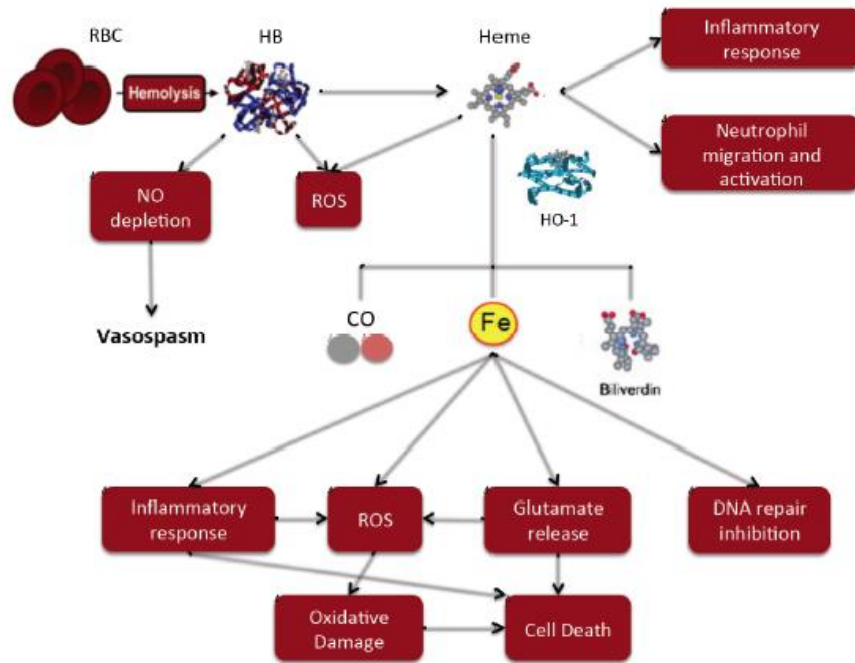 RBC
HB
Heme
Inflammatory
response
Hemolysis
Neutrophil
migration and
activation
NO
depletion
ROS
HO-1
Vasospasm
CO
Fe
Biliverdin
Inflammatory
response
ROS
Glutamate
release
DNA repair
inhibition
Oxidative
Damage
Cell Death